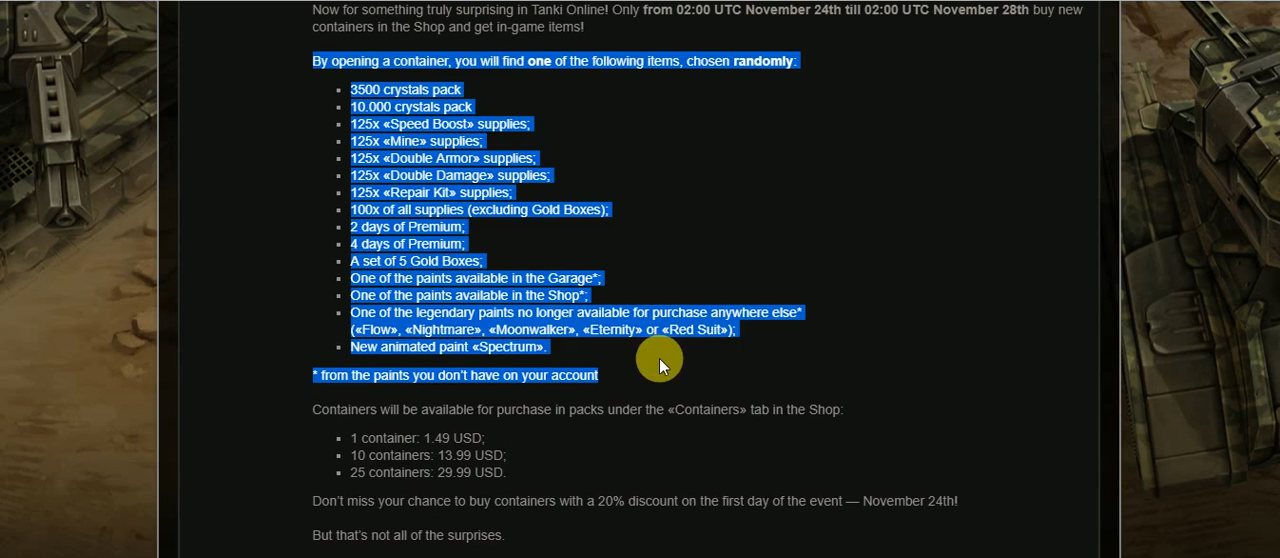 Now for something truly surprising in Tanki Online! Only from 02:00 UTC November 24th till 02:00 UTC November 28th buy new
containers in the Shop and get in-game items!
By opening a container, you will find one of the following items, chosen randomly:
3500 crystals pack
10.000 crystals pack
125x «Speed Boost» supplies;
125x «Mine» supplies;
125x «Double Armor» supplies;
125x «Double Damage» supplies;
125x «Repair Kit» supplies;
100x of all supplies (excluding Gold Boxes);
2 days of Premium;
4 days of Premium;
A set of 5 Gold Boxes;
One of the paints available in the Garage*;
One of the paints available in the Shop*;
One of the legendary paints no longer available for purchase anywhere else*
(«Flow», «Nightmare», «Moonwalker», «Eternity» or «Red Suit»);
New animated paint «Spectrum».
* from the paints you don't have on your account
Containers will be available for purchase in packs under the «Containers» tab in the Shop:
1 container: 1.49 USD;
10 containers: 13.99 USD;
25 containers: 29.99 USD.
Don't miss your chance to buy containers with a 20% discount on the first day of the event — November 24th!
But that's not all of the surprises.